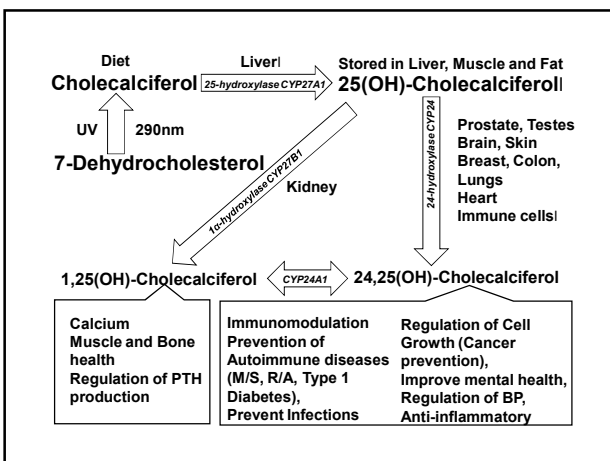 Diet
Cholecalciferol
Liver
25-hydroxylase CYP27A1
Stored in Liver, Muscle and Fat
25(OH)-Cholecalciferol
UV 290nm
7-Dehydrocholesterol
1α-hydroxylase CYP27B1
Kidney
24-hydroxylase CYP24
Prostate, Testes
Brain, Skin
Breast, Colon,
Lungs
Heart
Immune cells
1,25(OH)-Cholecalciferol
CYP24A1
24,25(OH)-Cholecalciferol
Calcium
Muscle and Bone
health
Regulation of PTH
production
Immunomodulation
Prevention of
Autoimmune diseases
(M/S, R/A, Type 1
Diabetes),
Prevent Infections
Regulation of Cell
Growth (Cancer
prevention),
Improve mental health,
Regulation of BP,
Anti-inflammatory